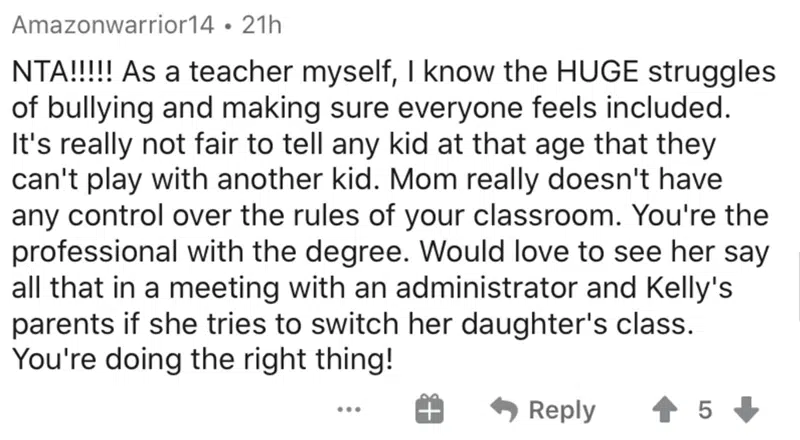 Amazonwarrior14 • 21h
NTA!!!!! As a teacher myself, I know the HUGE struggles
of bullying and making sure everyone feels included.
It's really not fair to tell any kid at that age that they
can't play with another kid. Mom really doesn't have
any control over the rules of your classroom. You're the
professional with the degree. Would love to see her say
all that in a meeting with an administrator and Kelly's
parents if she tries to switch her daughter's class.
You're doing the right thing!
Reply 5